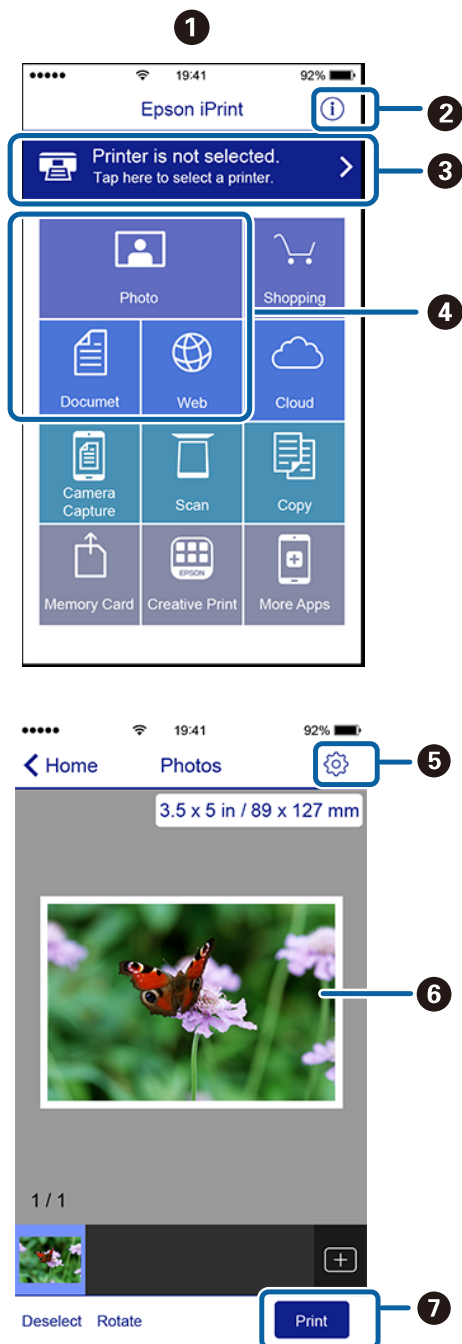 1
19:41 92%
Epson iPrint
2
Printer is not selected.
Tap here to select a printer.
3
Photo Shopping
4
Documet Web Cloud
Camera
Capture
Scan Copy
EPSON
Memory Card Creative Print More Apps
19:41 92%
Home Photos
5
3.5 x 5 in / 89 x 127 mm
6
1 / 1
Deselect Rotate Print
7